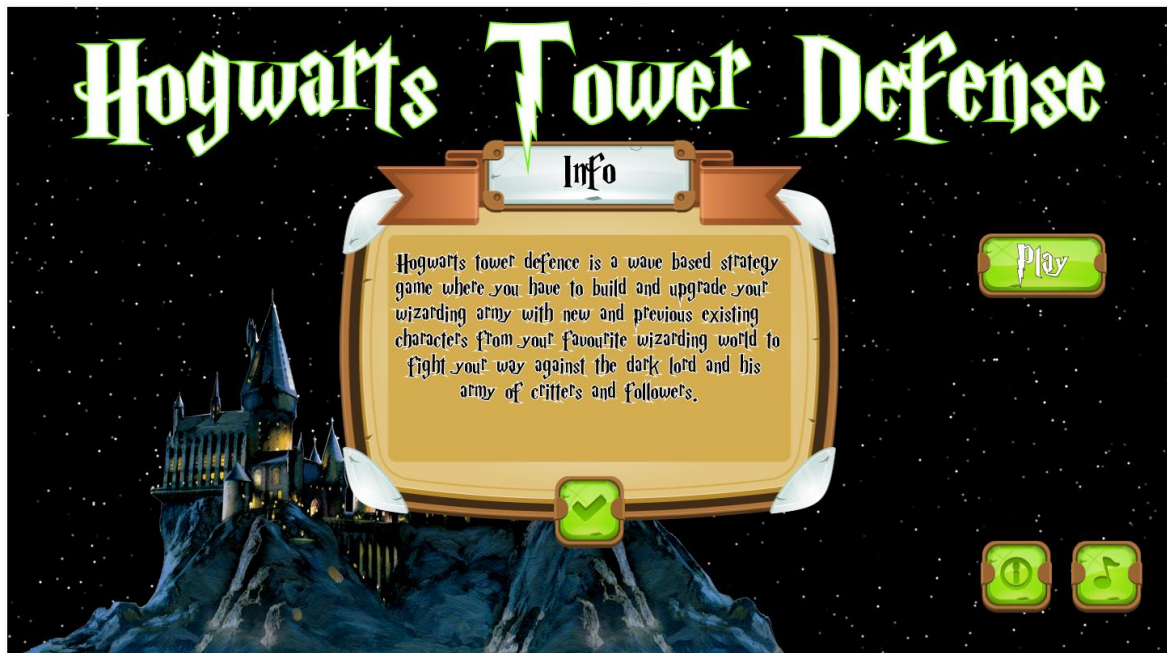 Hogwarts Tower Defense
Info
Hogwarts tower defence is a wave based strategy
game where you have to build and upgrade your
wizarding army with new and previous existing
characters from your favourite wizarding world to
fight your way against the dark lord and his
army of critters and followers.
Play